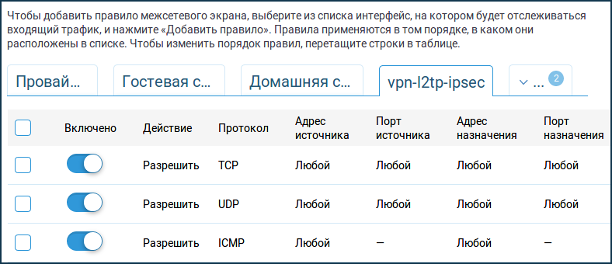 Чтобы добавить правило межсетевого экрана, выберите из списка интерфейс, на котором будет отслеживаться
входящий трафик, и нажмите «Добавить правило». Правила применяются в том порядке, в каком они
расположены в списке. Чтобы изменить порядок правил, перетащите строки в таблице.
Провай... Гостевая с... Домашняя с... vpn-l2tp-ipsec ... 2
Включено Действие Протокол Адрес источника Порт источника Адрес назначения Порт назначения
Разрешить TCP Любой Любой Любой Любой
Разрешить UDP Любой Любой Любой Любой
Разрешить ICMP Любой — Любой —